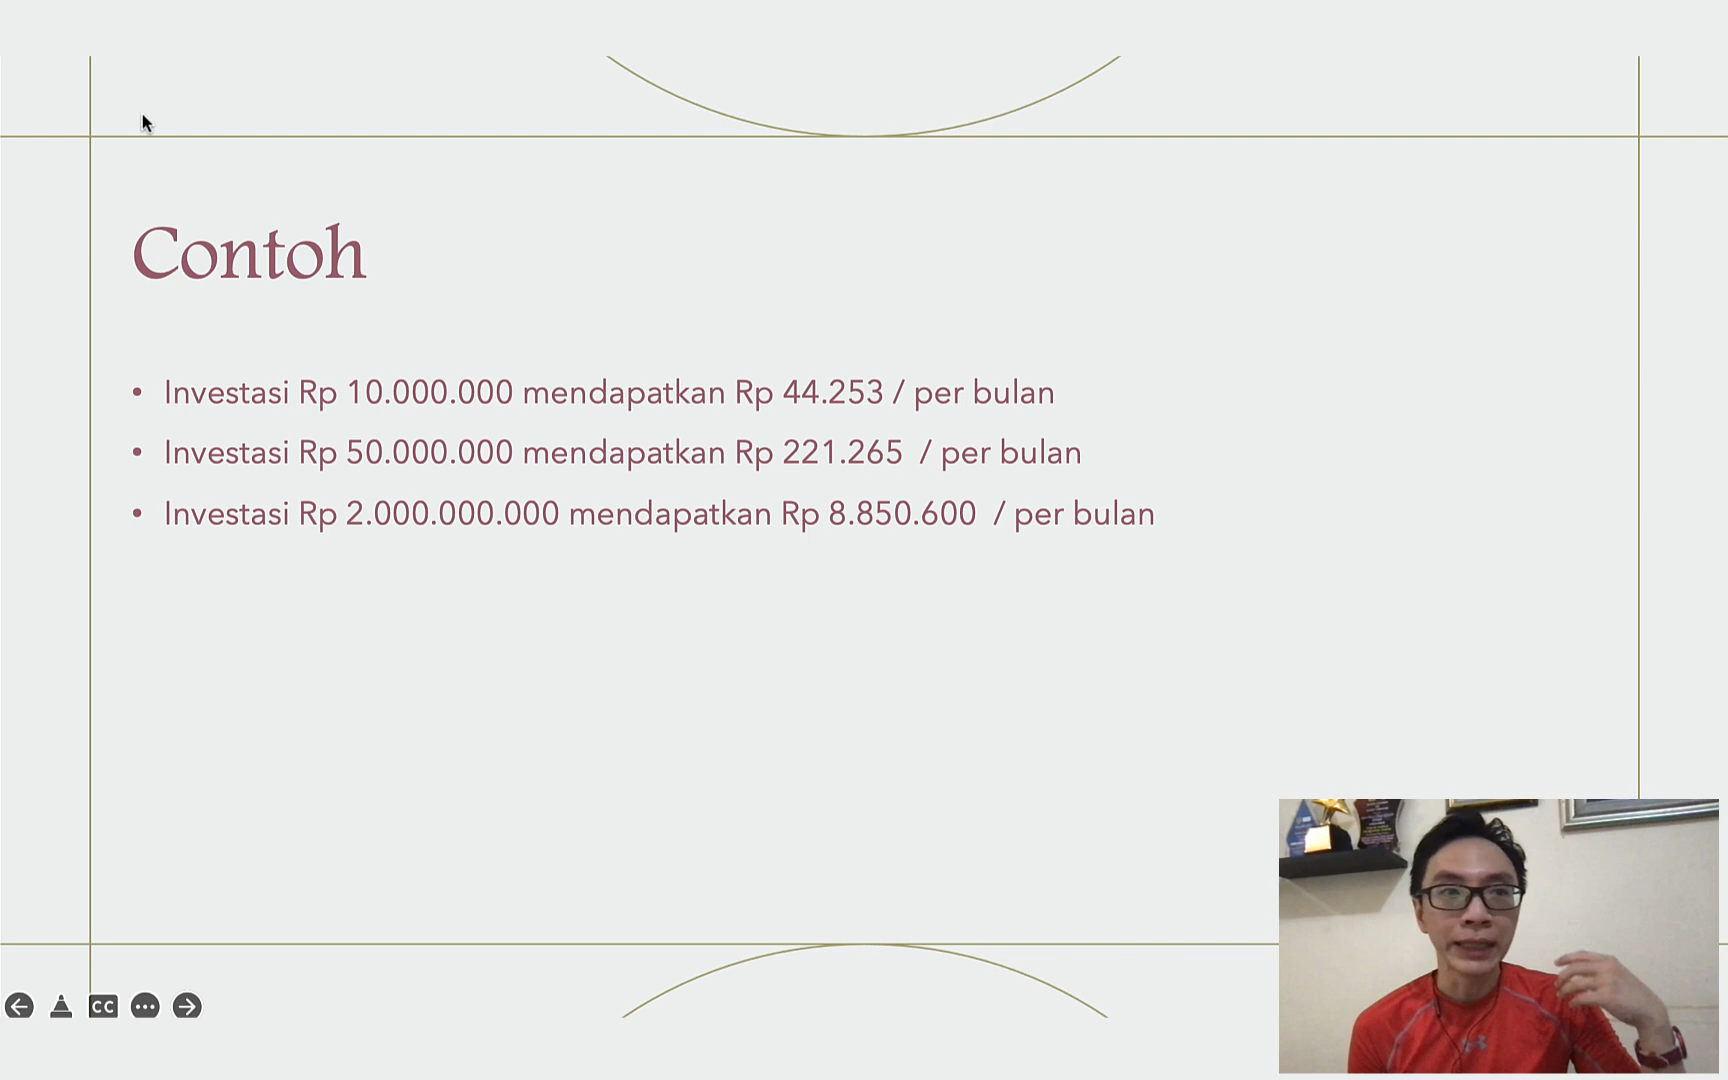 Contoh
• Investasi Rp 10.000.000 mendapatkan Rp 44.253 / per bulan
• Investasi Rp 50.000.000 mendapatkan Rp 221.265 / per bulan
• Investasi Rp 2.000.000.000 mendapatkan Rp 8.850.600 / per bulan
CC